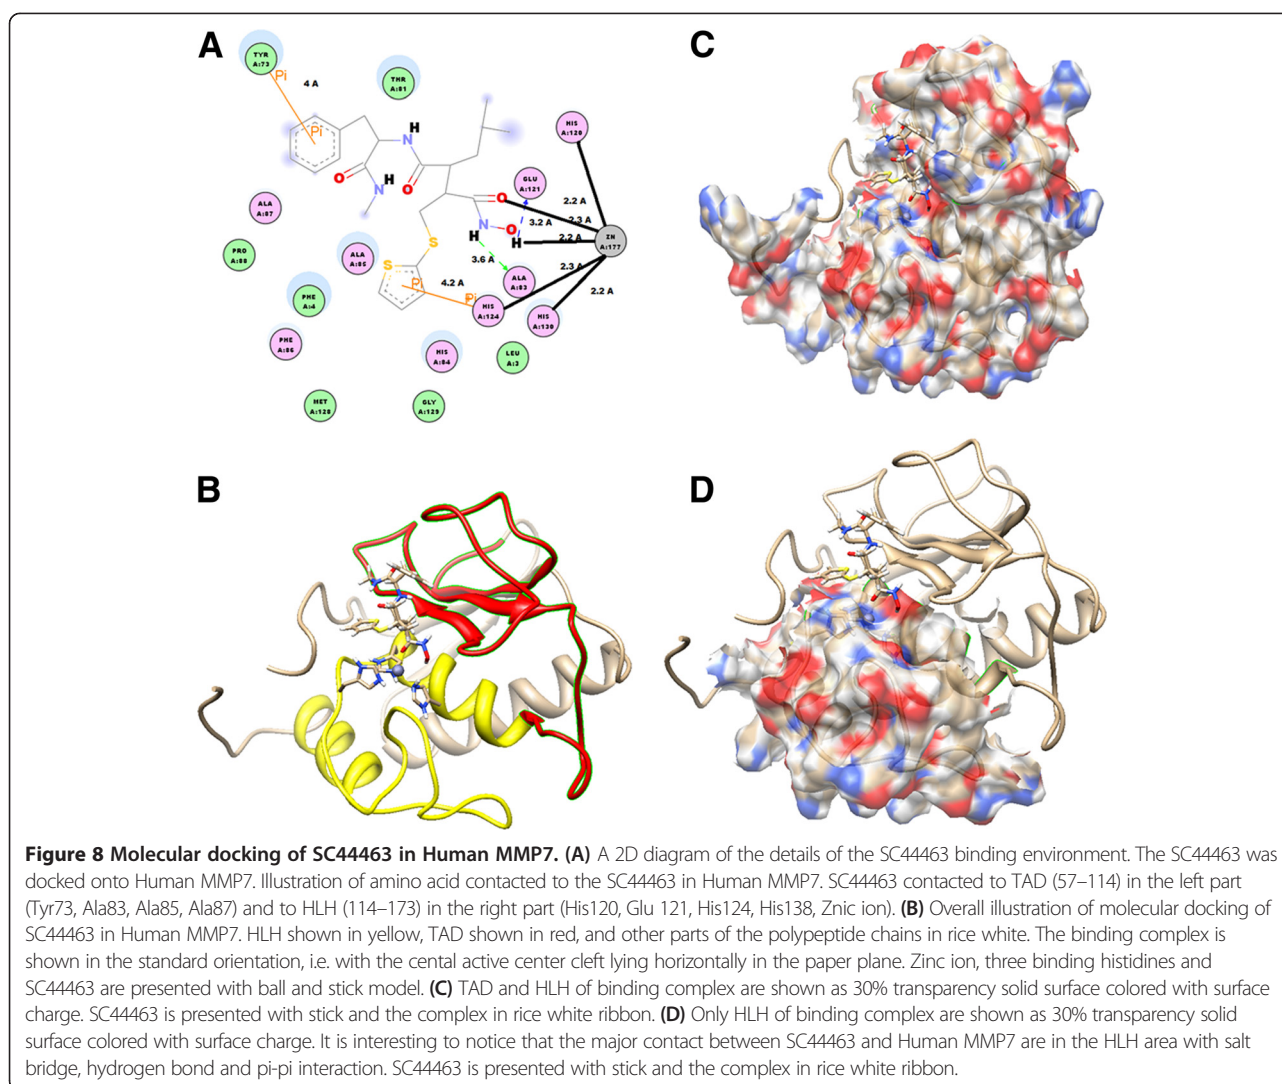 A
TYR
A:73
Pi
4 A
Pi
THR
A:81
H
N
O
O
N
H
HIS
A:120
GLU
A:121
O
2.2 A
3.2 A
2.3 A
N
O
H
H
2.2 A
ZN
A:177
3.6 A
2.3 A
2.2 A
ALA
A:87
PRO
A:88
ALA
A:85
S
S
Pi
4.2 A
Pi
ALA
A:83
HIS
A:124
HIS
A:130
PHE
A:4
PHE
A:86
HIS
A:84
LEU
A:3
MET
A:128
GLY
A:129
C
B
D
Figure 8 Molecular docking of SC44463 in Human MMP7. (A) A 2D diagram of the details of the SC44463 binding environment. The SC44463 was
docked onto Human MMP7. Illustration of amino acid contacted to the SC44463 in Human MMP7. SC44463 contacted to TAD (57–114) in the left part
(Tyr73, Ala83, Ala85, Ala87) and to HLH (114–173) in the right part (His120, Glu 121, His124, His138, Znic ion). (B) Overall illustration of molecular docking of
SC44463 in Human MMP7. HLH shown in yellow, TAD shown in red, and other parts of the polypeptide chains in rice white. The binding complex is
shown in the standard orientation, i.e. with the cental active center cleft lying horizontally in the paper plane. Zinc ion, three binding histidines and
SC44463 are presented with ball and stick model. (C) TAD and HLH of binding complex are shown as 30% transparency solid surface colored with surface
charge. SC44463 is presented with stick and the complex in rice white ribbon. (D) Only HLH of binding complex are shown as 30% transparency solid
surface colored with surface charge. It is interesting to notice that the major contact between SC44463 and Human MMP7 are in the HLH area with salt
bridge, hydrogen bond and pi-pi interaction. SC44463 is presented with stick and the complex in rice white ribbon.